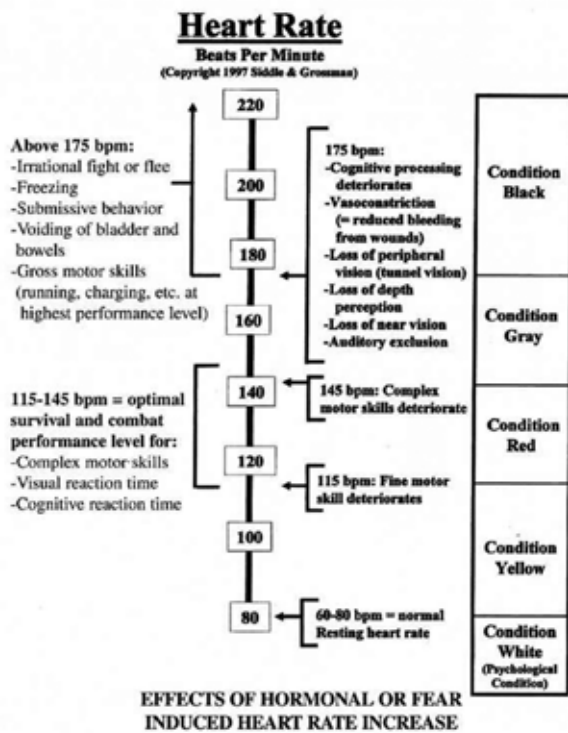 Heart Rate
Beats Per Minute
(Copyright 1997 Siddle & Grossman)
220
200
180
160
140
120
100
80
Above 175 bpm:
-Irrational fight or flee
-Freezing
-Submissive behavior
-Voiding of bladder and
bowels
-Gross motor skills
(running, charging, etc. at
highest performance level)
115-145 bpm = optimal
survival and combat
performance level for:
-Complex motor skills
-Visual reaction time
-Cognitive reaction time
175 bpm:
-Cognitive processing
deteriorates
-Vasoconstriction
(= reduced bleeding
from wounds)
-Loss of peripheral
vision (tunnel vision)
-Loss of depth
perception
-Loss of near vision
-Auditory exclusion
145 bpm: Complex
motor skills deteriorate
115 bpm: Fine motor
skill deteriorates
60-80 bpm = normal
Resting heart rate
Condition
Black
Condition
Gray
Condition
Red
Condition
Yellow
Condition
White
(Psychological
Condition)
EFFECTS OF HORMONAL OR FEAR
INDUCED HEART RATE INCREASE